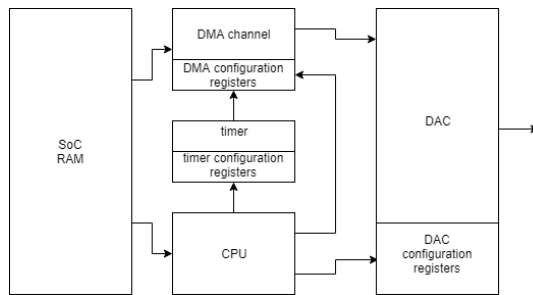 SoC
RAM
DMA channel
DMA configuration
registers
timer
timer configuration
registers
CPU
DAC
DAC
configuration
registers